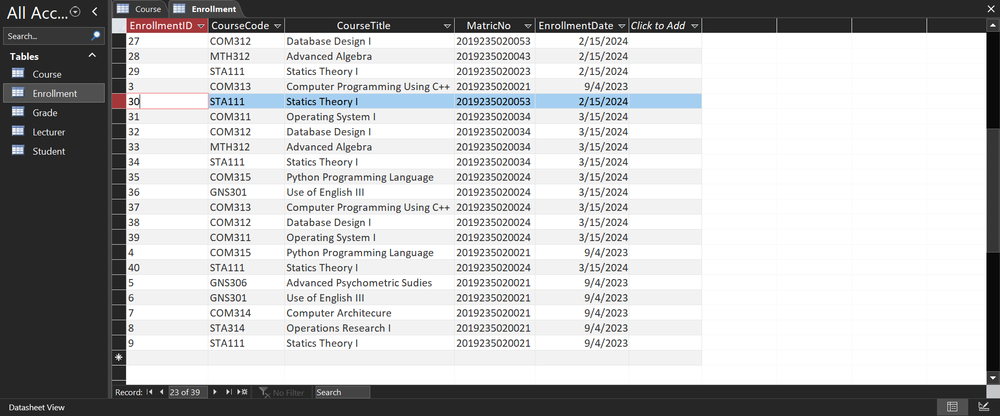 All Acc...
Search...
Tables
Course
Enrollment
Grade
Lecturer
Student
Course Enrollment
EnrollmentID CourseCode CourseTitle MatricNo EnrollmentDate Click to Add
27 COM312 Database Design I 2019235020053 2/15/2024
28 MTH312 Advanced Algebra 2019235020043 2/15/2024
29 STA111 Statics Theory I 2019235020023 2/15/2024
3 COM313 Computer Programming Using C++ 2019235020021 9/4/2023
30 STA111 Statics Theory I 2019235020053 2/15/2024
31 COM311 Operating System I 2019235020034 3/15/2024
32 COM312 Database Design I 2019235020034 3/15/2024
33 MTH312 Advanced Algebra 2019235020034 3/15/2024
34 STA111 Statics Theory I 2019235020034 3/15/2024
35 COM315 Python Programming Language 2019235020024 3/15/2024
36 GNS301 Use of English III 2019235020024 3/15/2024
37 COM313 Computer Programming Using C++ 2019235020024 3/15/2024
38 COM312 Database Design I 2019235020024 3/15/2024
39 COM311 Operating System I 2019235020024 3/15/2024
4 COM315 Python Programming Language 2019235020021 9/4/2023
40 STA111 Statics Theory I 2019235020024 3/15/2024
5 GNS306 Advanced Psychometric Sudies 2019235020021 9/4/2023
6 GNS301 Use of English III 2019235020021 9/4/2023
7 COM314 Computer Architecure 2019235020021 9/4/2023
8 STA314 Operations Research I 2019235020021 9/4/2023
9 STA111 Statics Theory I 2019235020021 9/4/2023
Record: 23 of 39 No Filter Search
Datasheet View